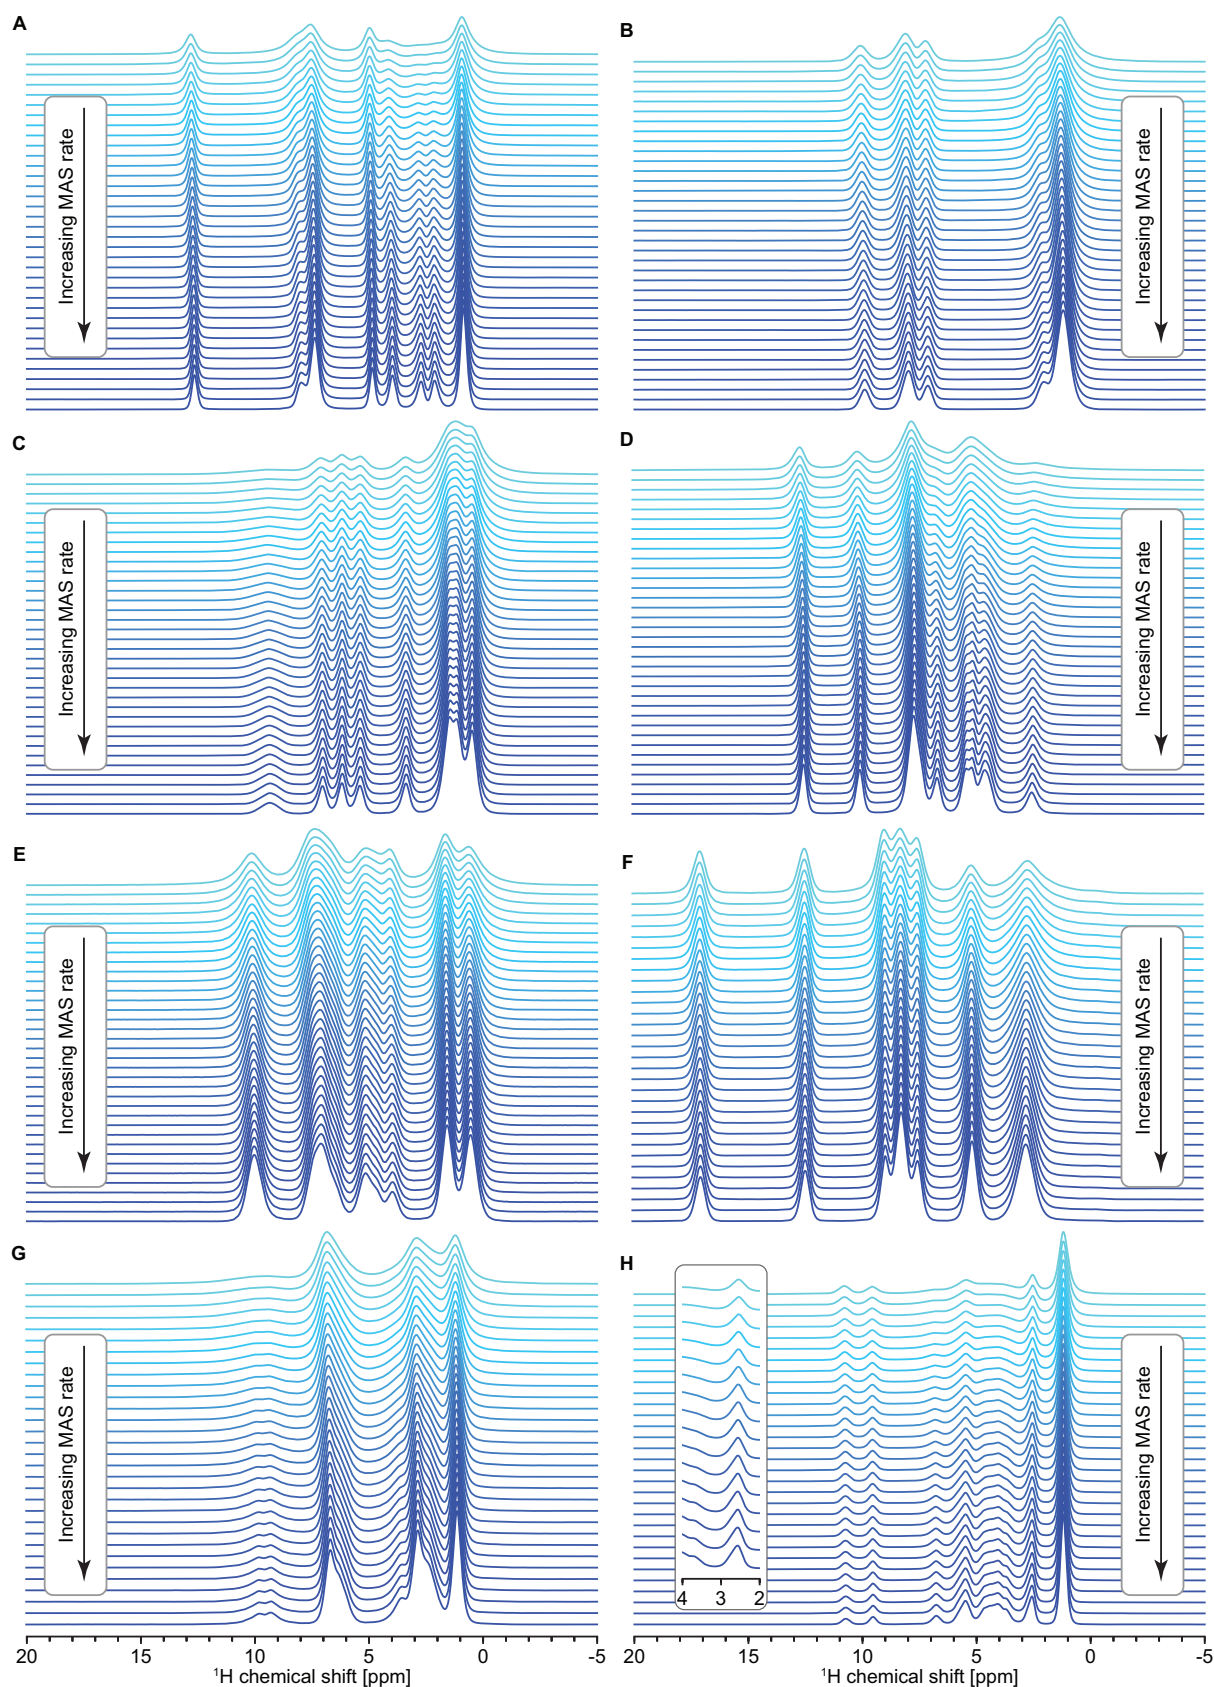 A
B
Increasing MAS rate
Increasing MAS rate
C
D
Increasing MAS rate
Increasing MAS rate
E
F
Increasing MAS rate
Increasing MAS rate
G
H
Increasing MAS rate
4 3 2
Increasing MAS rate
20 15 10 5 0 -5
20 15 10 5 0 -5
¹H chemical shift [ppm]
¹H chemical shift [ppm]